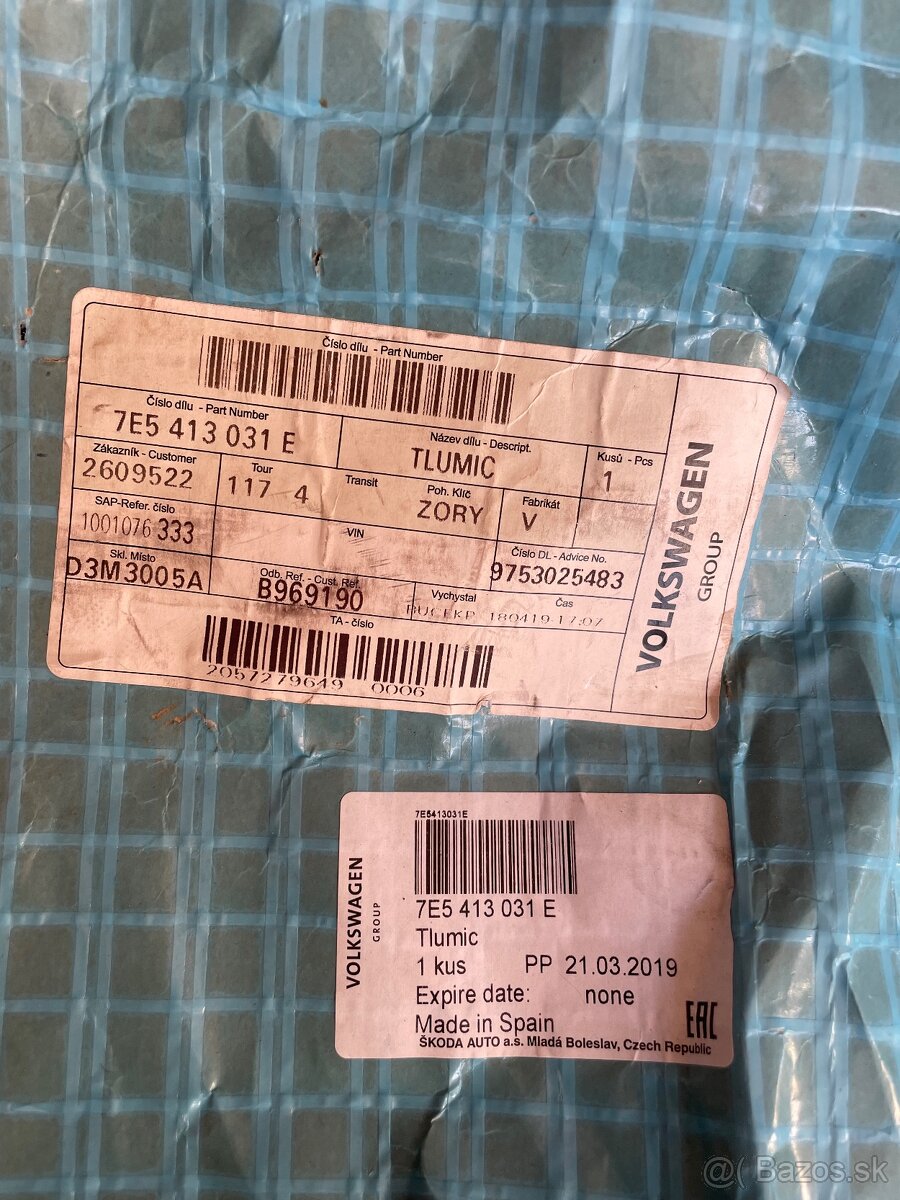 Číslo dílu - Part Number
Číslo dílu - Part Number
7E5 413 031 E
Název dílu - Descript.
TLUMIC
Kusů - Pcs
1
Zákazník - Customer
2609522
Tour
117 4
Transit
Poh. Klíč
ZORY
Fabrikát
V
SAP-Refer. číslo
1001076 333
VIN
Číslo DL - Advice No.
9753025483
Skl. Místo
D3M3005A
Odb. Ref. - Cust. Ref.
B969190
Vychystal
Čas
180419 17:07
TA - číslo
2057279649 0006
VOLKSWAGEN
GROUP
7E5413031E
7E5 413 031 E
Tlumic
1 kus PP 21.03.2019
Expire date: none
Made in Spain
EAC
ŠKODA AUTO a.s. Mladá Boleslav, Czech Republic
VOLKSWAGEN
GROUP
@( Bazos.sk